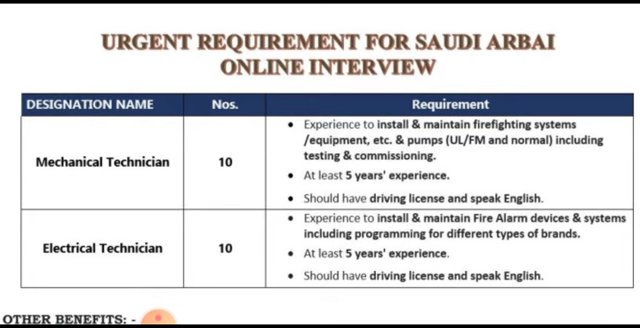 URGENT REQUIREMENT FOR SAUDI ARBAI
ONLINE INTERVIEW
DESIGNATION NAME Nos. Requirement
Mechanical Technician 10
• Experience to install & maintain firefighting systems
/equipment, etc. & pumps (UL/FM and normal) including
testing & commissioning.
• At least 5 years' experience.
• Should have driving license and speak English.
Electrical Technician 10
• Experience to install & maintain Fire Alarm devices & systems
including programming for different types of brands.
• At least 5 years' experience.
• Should have driving license and speak English.
OTHER BENEFITS: -